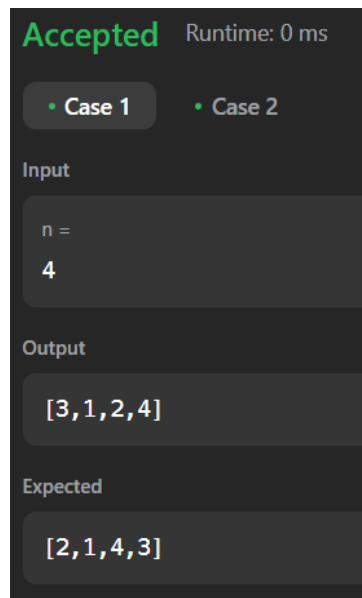 Accepted Runtime: 0 ms
• Case 1 • Case 2
Input
n =
4
Output
[3,1,2,4]
Expected
[2,1,4,3]